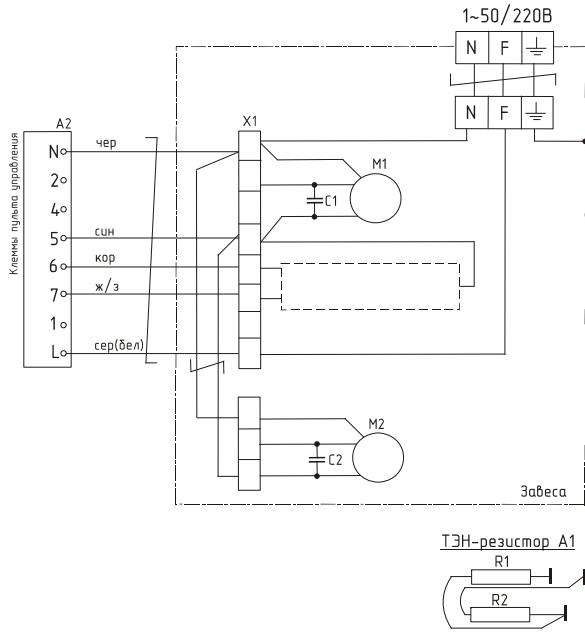 1~50/220В
N F
N F
A2
X1
Клеммы пульта управления
N
чер
M1
2
4
C1
5
син
6
кор
7
ж/з
1
L
сер(бел)
M2
C2
Завеса
ТЭН-резистор А1
R1
R2